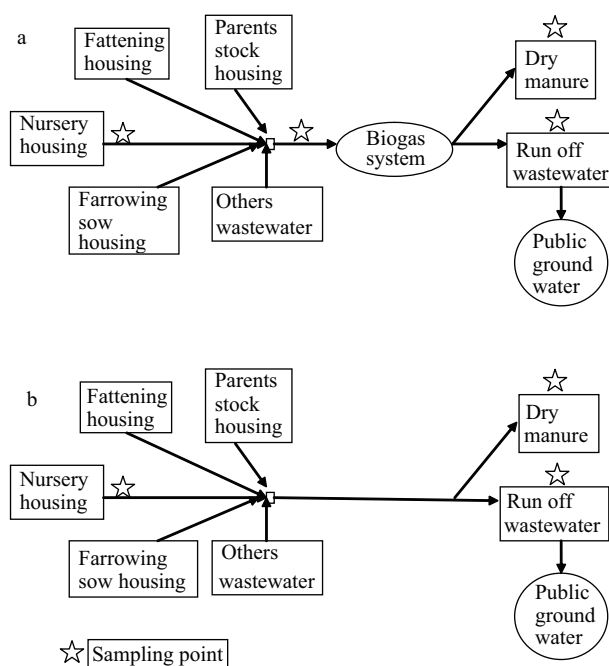 a
Fattening
housing
Parents
stock
housing
Dry
manure
Nursery
housing
Biogas
system
Run off
wastewater
Farrowing
sow
housing
Others
wastewater
Public
ground
water
b
Fattening
housing
Parents
stock
housing
Dry
manure
Nursery
housing
Run off
wastewater
Farrowing
sow housing
Others
wastewater
Public
ground
water
Sampling point